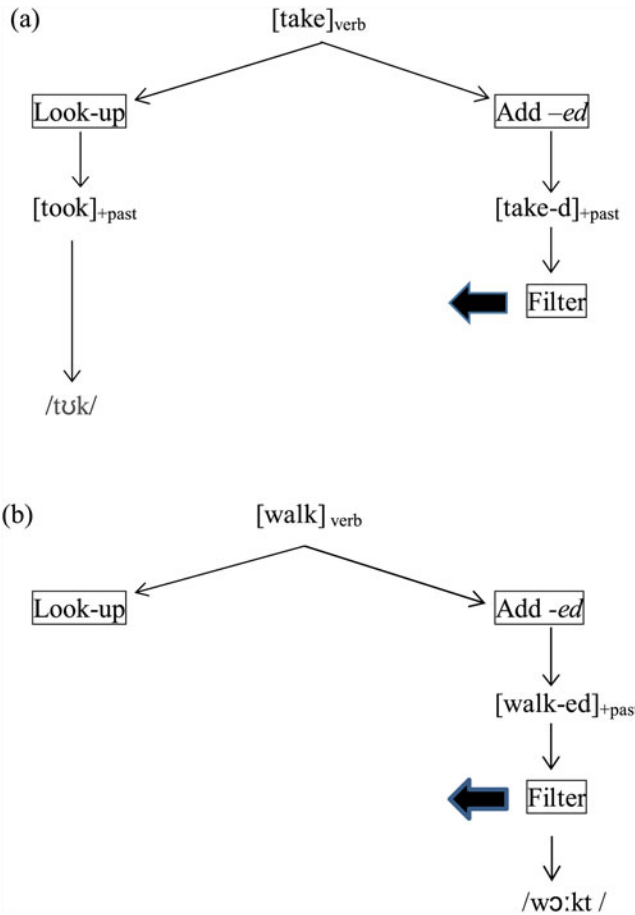 (a)
[take]verb
Look-up
Add –ed
[took]+past
[take-d]+past
Filter
/tʊk/
(b)
[walk] verb
Look-up
Add -ed
[walk-ed]+past
Filter
/wɔːkt /